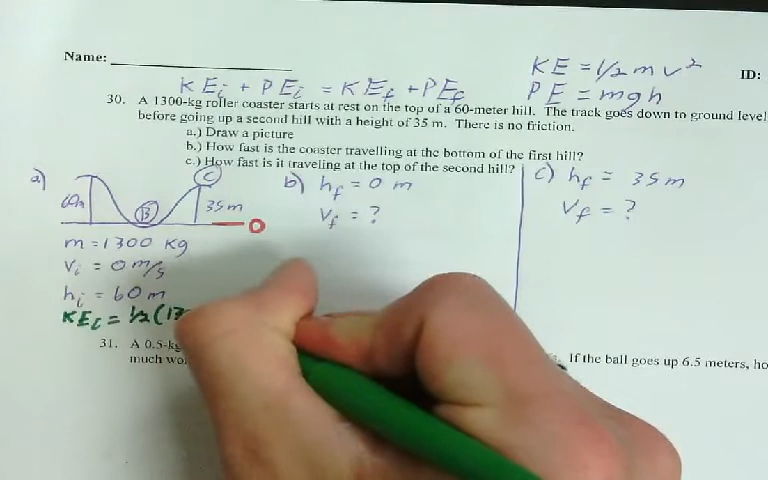 Name:
KE = 1/2 m v²
ID:
KEi + PEi = KEf + PEf
PE = mgh
30. A 1300-kg roller coaster starts at rest on the top of a 60-meter hill. The track goes down to ground level
before going up a second hill with a height of 35 m. There is no friction.
a.) Draw a picture
b.) How fast is the coaster travelling at the bottom of the first hill?
c.) How fast is it traveling at the top of the second hill?
a)
60m
B
C
35m
0
m = 1300 kg
vi = 0 m/s
hi = 60 m
KEi = 1/2 (13
b) hf = 0 m
vf = ?
c) hf = 35 m
vf = ?
31. A 0.5-kg
If the ball goes up 6.5 meters, ho
much wo